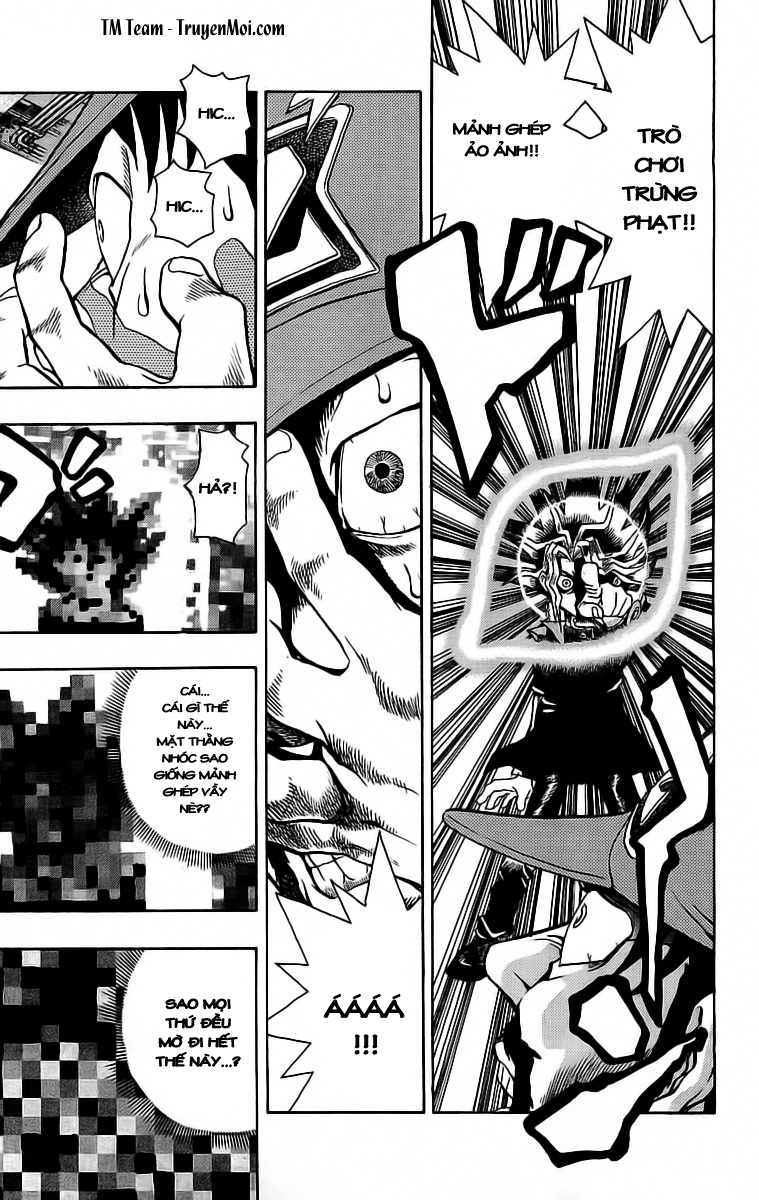 TM Team - TruyenMoi.com
TRÒ
CHƠI
TRỪNG
PHẠT!!
MẢNH GHÉP
ẢO ẢNH!!
ÁÁÁÁ
!!!
HIC...
HIC...
HẢ?!
CÁI...
CÁI GÌ THẾ
NÀY...
MẶT THẰNG
NHÓC SAO
GIỐNG MẢNH
GHÉP VẦY
NÈ??
SAO MỌI
THỨ ĐỀU
MỜ ĐI HẾT
THẾ NÀY...?